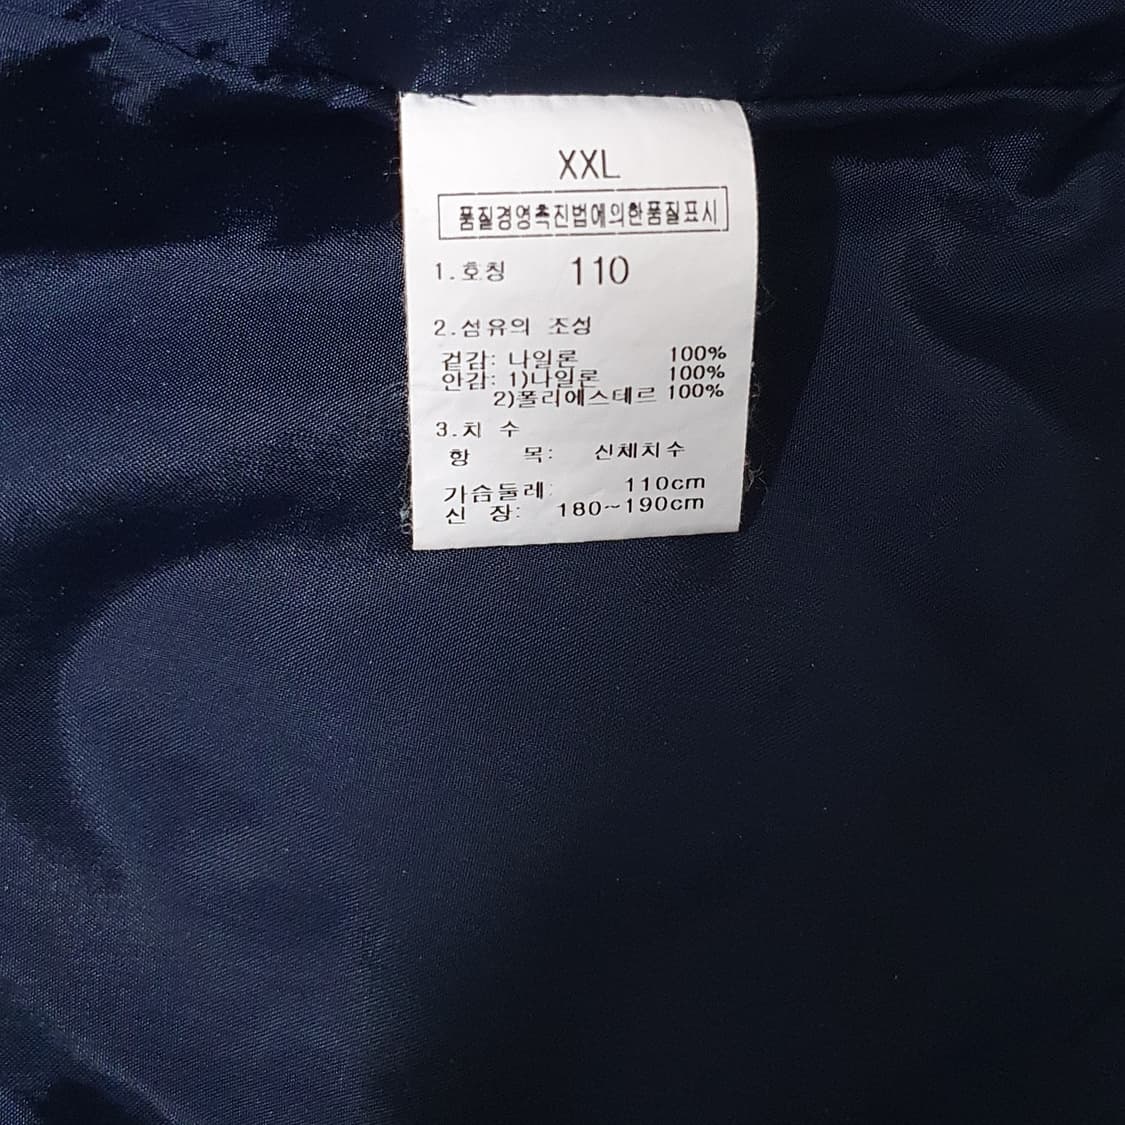 XXL
품질경영촉진법에의한품질표시
1.호칭 110
2.섬유의 조성
겉감: 나일론 100%
안감: 1)나일론 100%
2)폴리에스테르 100%
3.치 수
항 목: 신체치수
가슴둘레: 110cm
신 장: 180~190cm